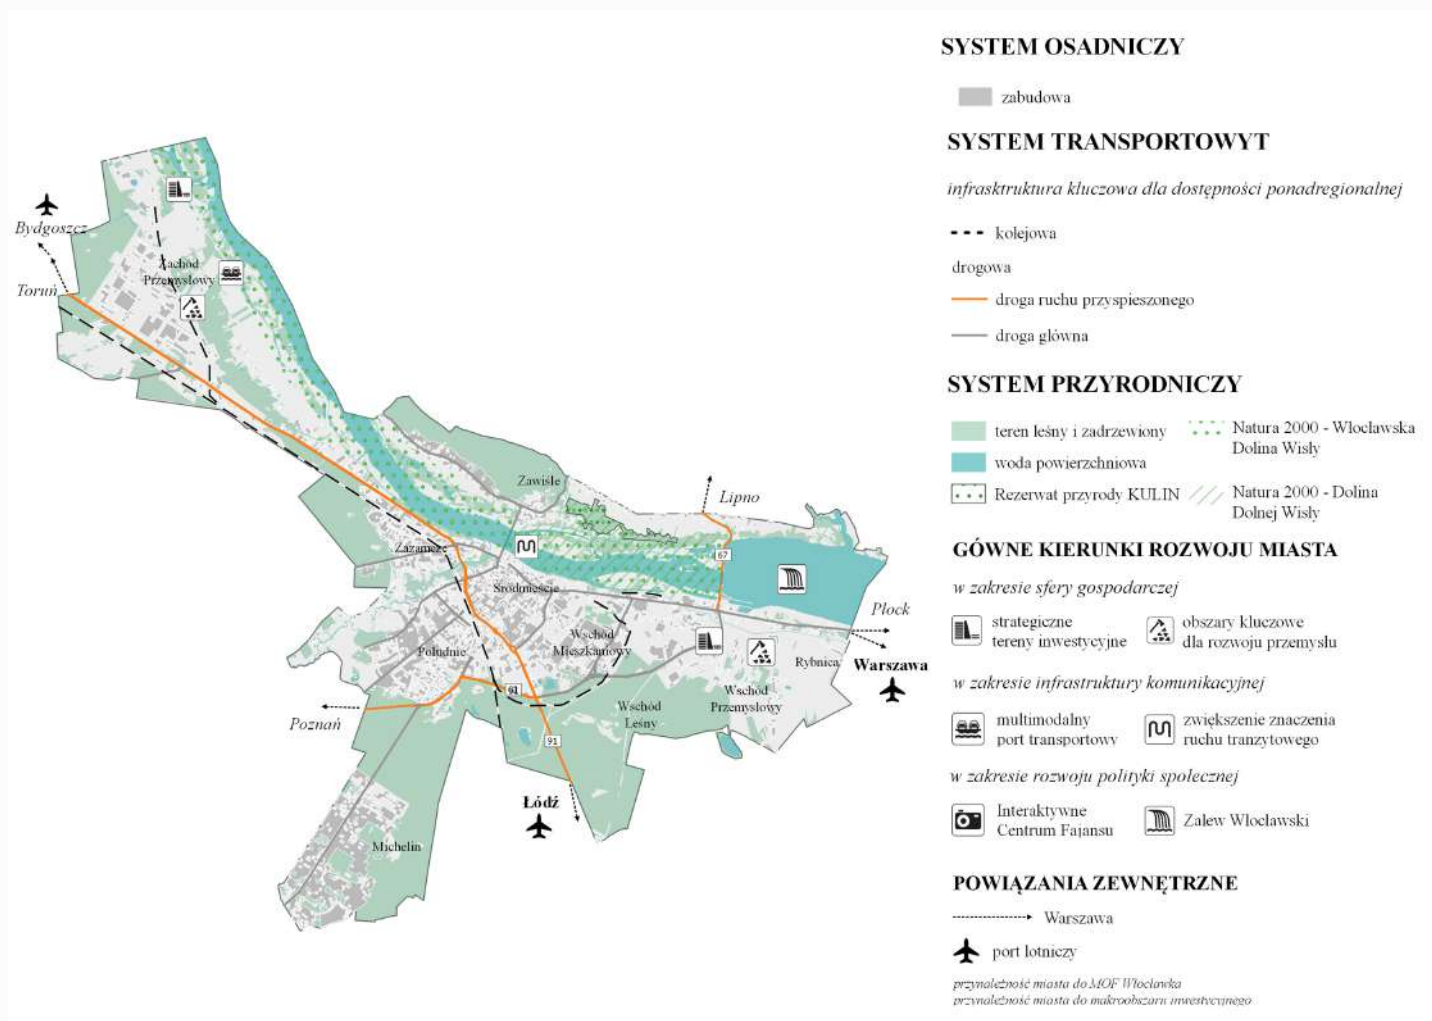 SYSTEM OSADNICZY
zabudowa
SYSTEM TRANSPORTOWYT
infrasktruktura kluczowa dla dostępności ponadregionalnej
kolejowa
drogowa
droga ruchu przyspieszonego
droga główna
SYSTEM PRZYRODNICZY
teren leśny i zadrzewiony
woda powierzchniowa
Rezerwat przyrody KULIN
Natura 2000 - Włocławska
Dolina Wisły
Natura 2000 - Dolina
Dolnej Wisły
GÓWNE KIERUNKI ROZWOJU MIASTA
w zakresie sfery gospodarczej
strategiczne
tereny inwestycyjne
obszary kluczowe
dla rozwoju przemysłu
w zakresie infrastruktury komunikacyjnej
multimodalny
port transportowy
zwiększenie znaczenia
ruchu tranzytowego
w zakresie rozwoju polityki społecznej
Interaktywne
Centrum Fajansu
Zalew Włocławski
POWIĄZANIA ZEWNĘTRZNE
Warszawa
port lotniczy
przynależność miasta do MOF Włocławka
przynależność miasta do makroobszaru inwestycyjnego
Bydgoszcz
Toruń
Zachód
Przemysłowy
Zawiśle
Lipno
67
Zazamcze
Śródmieście
Płock
Wschód
Mieszkaniowy
Południe
Rybnica
Warszawa
91
Wschód
Przemysłowy
Wschód
Leśny
Poznań
91
Łódź
Michelin